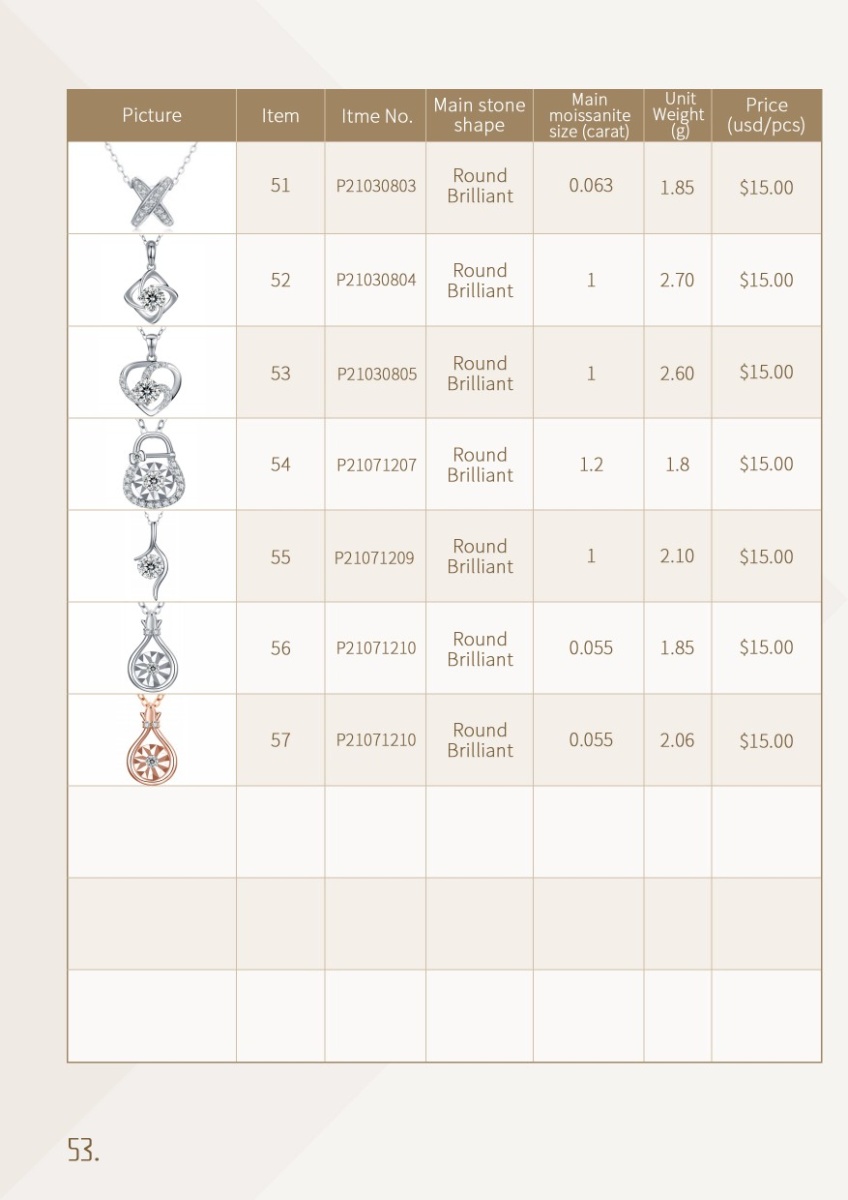 Picture Item Itme No. Main stone shape Main moissanite size (carat) Unit Weight (g) Price (usd/pcs)
51 P21030803 Round Brilliant 0.063 1.85 $15.00
52 P21030804 Round Brilliant 1 2.70 $15.00
53 P21030805 Round Brilliant 1 2.60 $15.00
54 P21071207 Round Brilliant 1.2 1.8 $15.00
55 P21071209 Round Brilliant 1 2.10 $15.00
56 P21071210 Round Brilliant 0.055 1.85 $15.00
57 P21071210 Round Brilliant 0.055 2.06 $15.00
53.